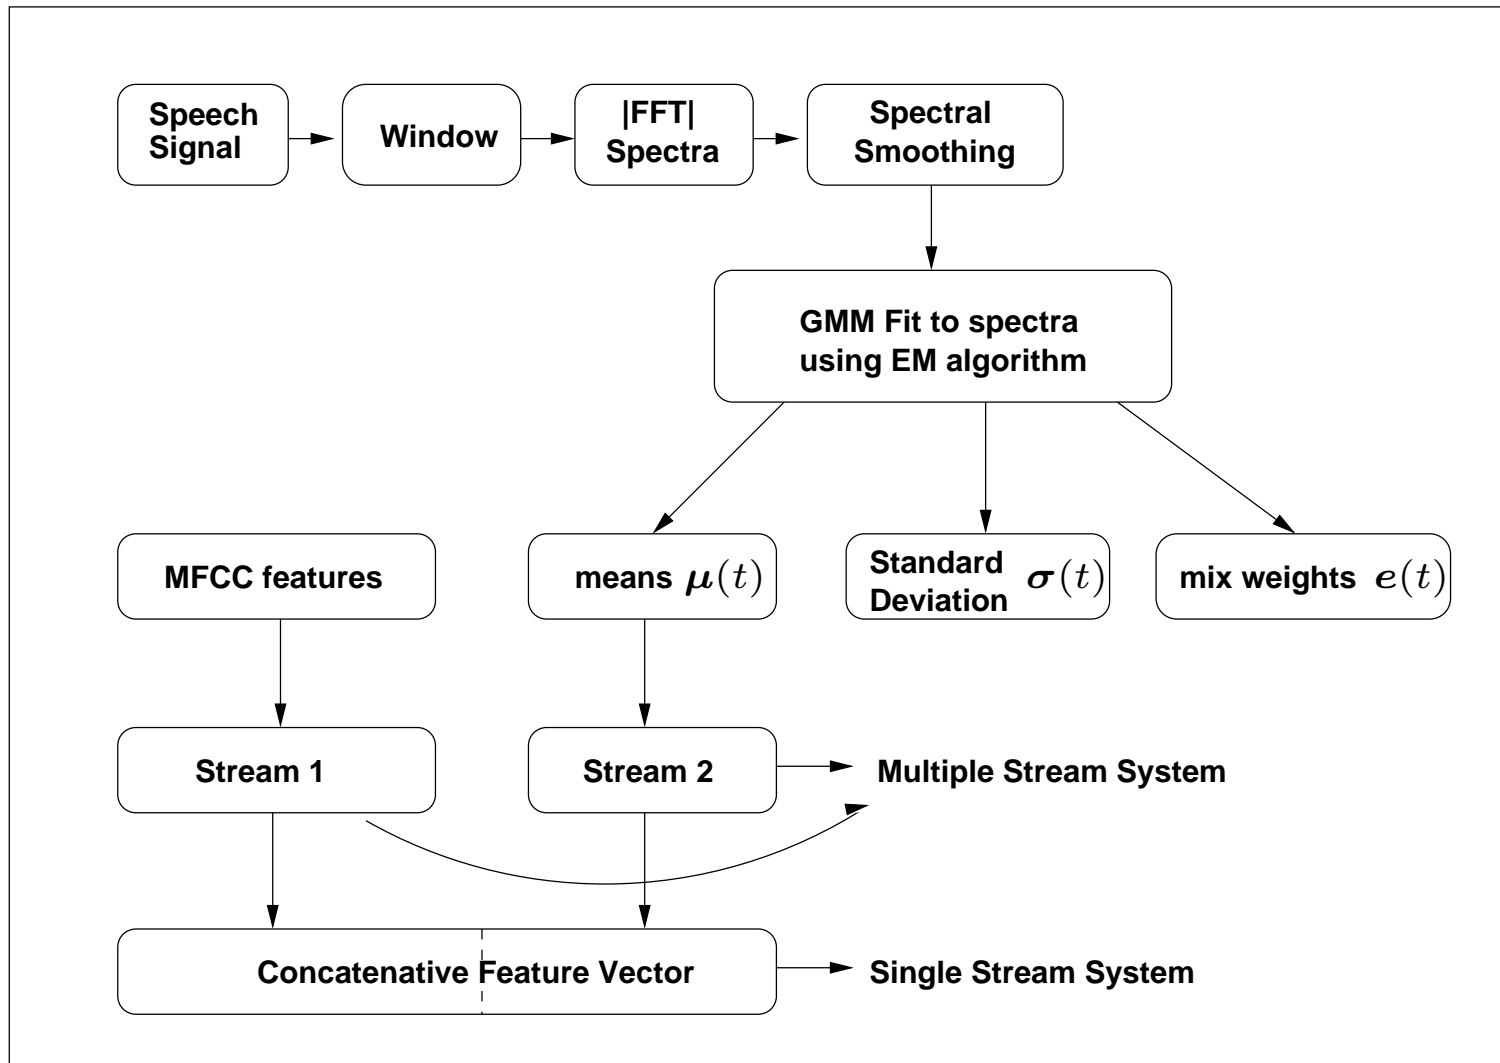 Speech
Signal
Window
|FFT|
Spectra
Spectral
Smoothing
GMM Fit to spectra
using EM algorithm
MFCC features
means μ(t)
Standard
Deviation σ(t)
mix weights e(t)
Stream 1
Stream 2
Multiple Stream System
Concatenative Feature Vector
Single Stream System